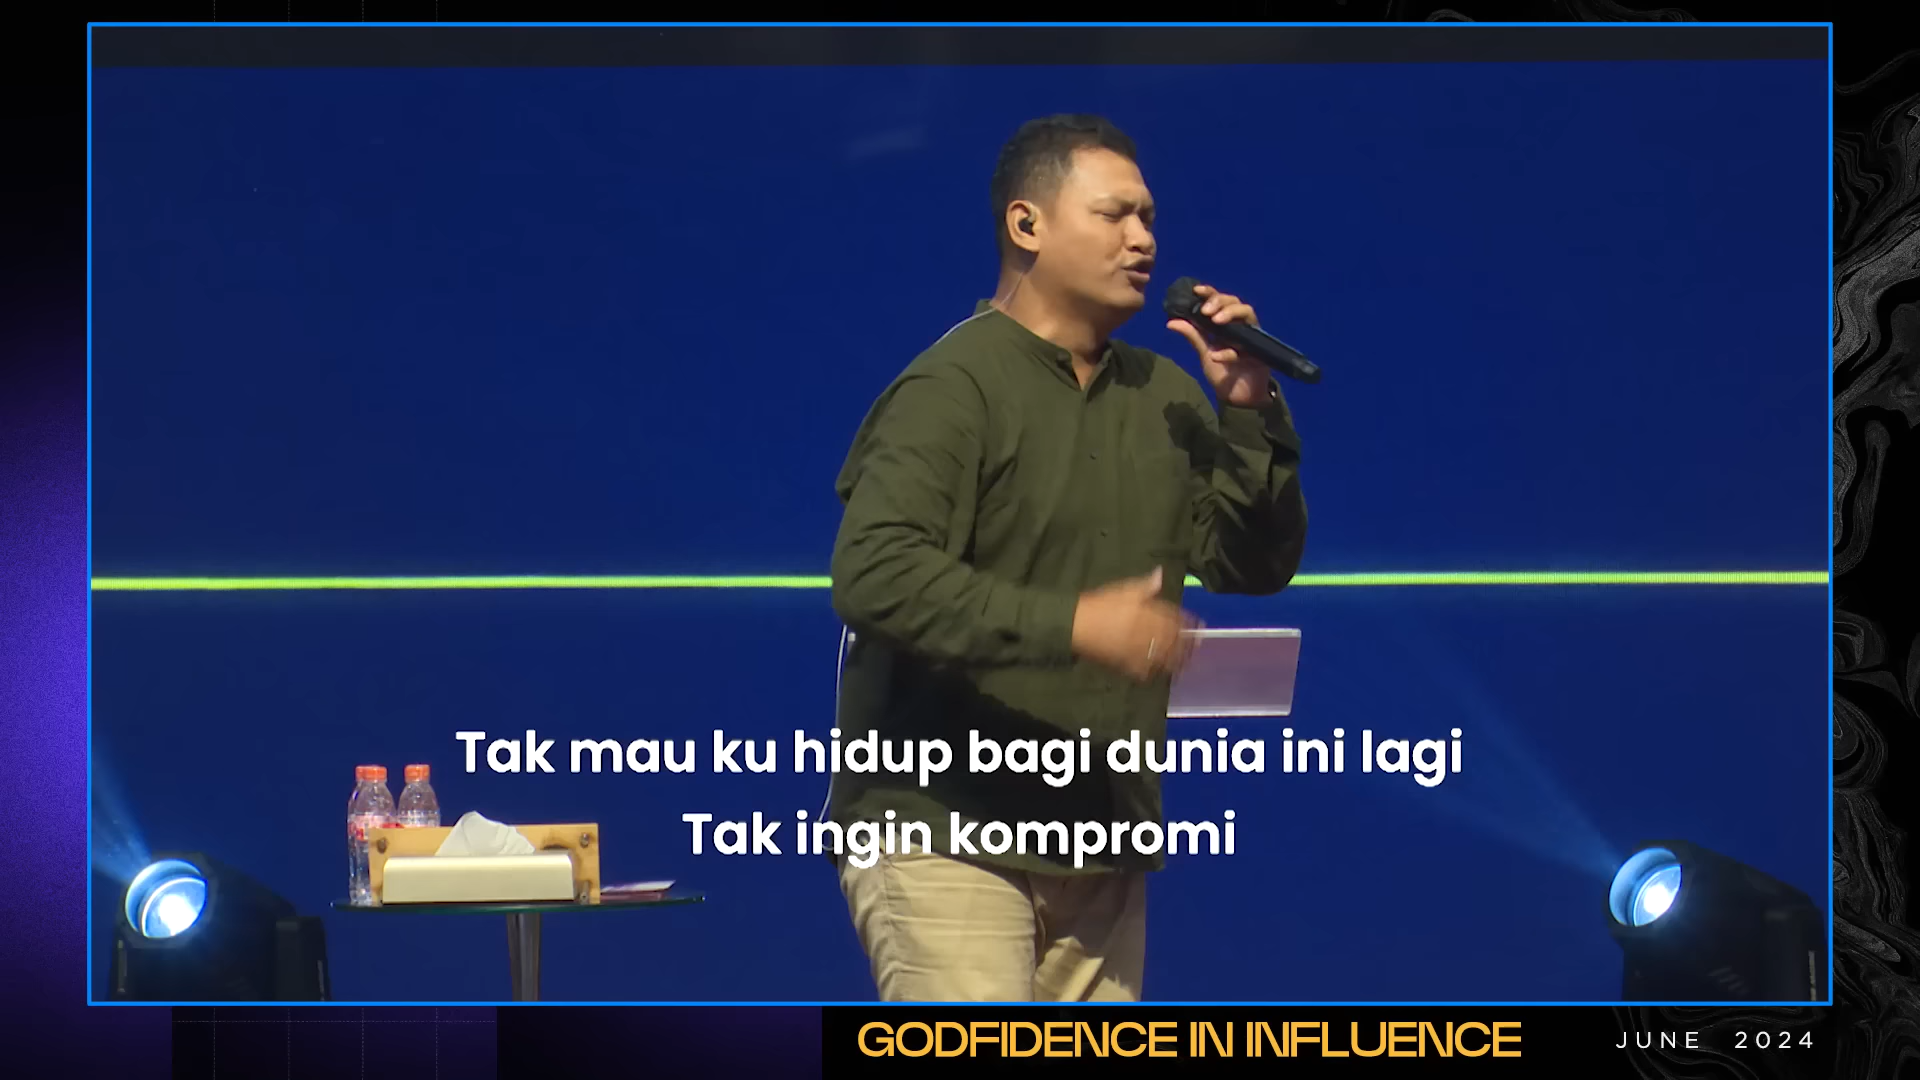 Tak mau ku hidup bagi dunia ini lagi
Tak ingin kompromi
GODFIDENCE IN INFLUENCE
JUNE 2024